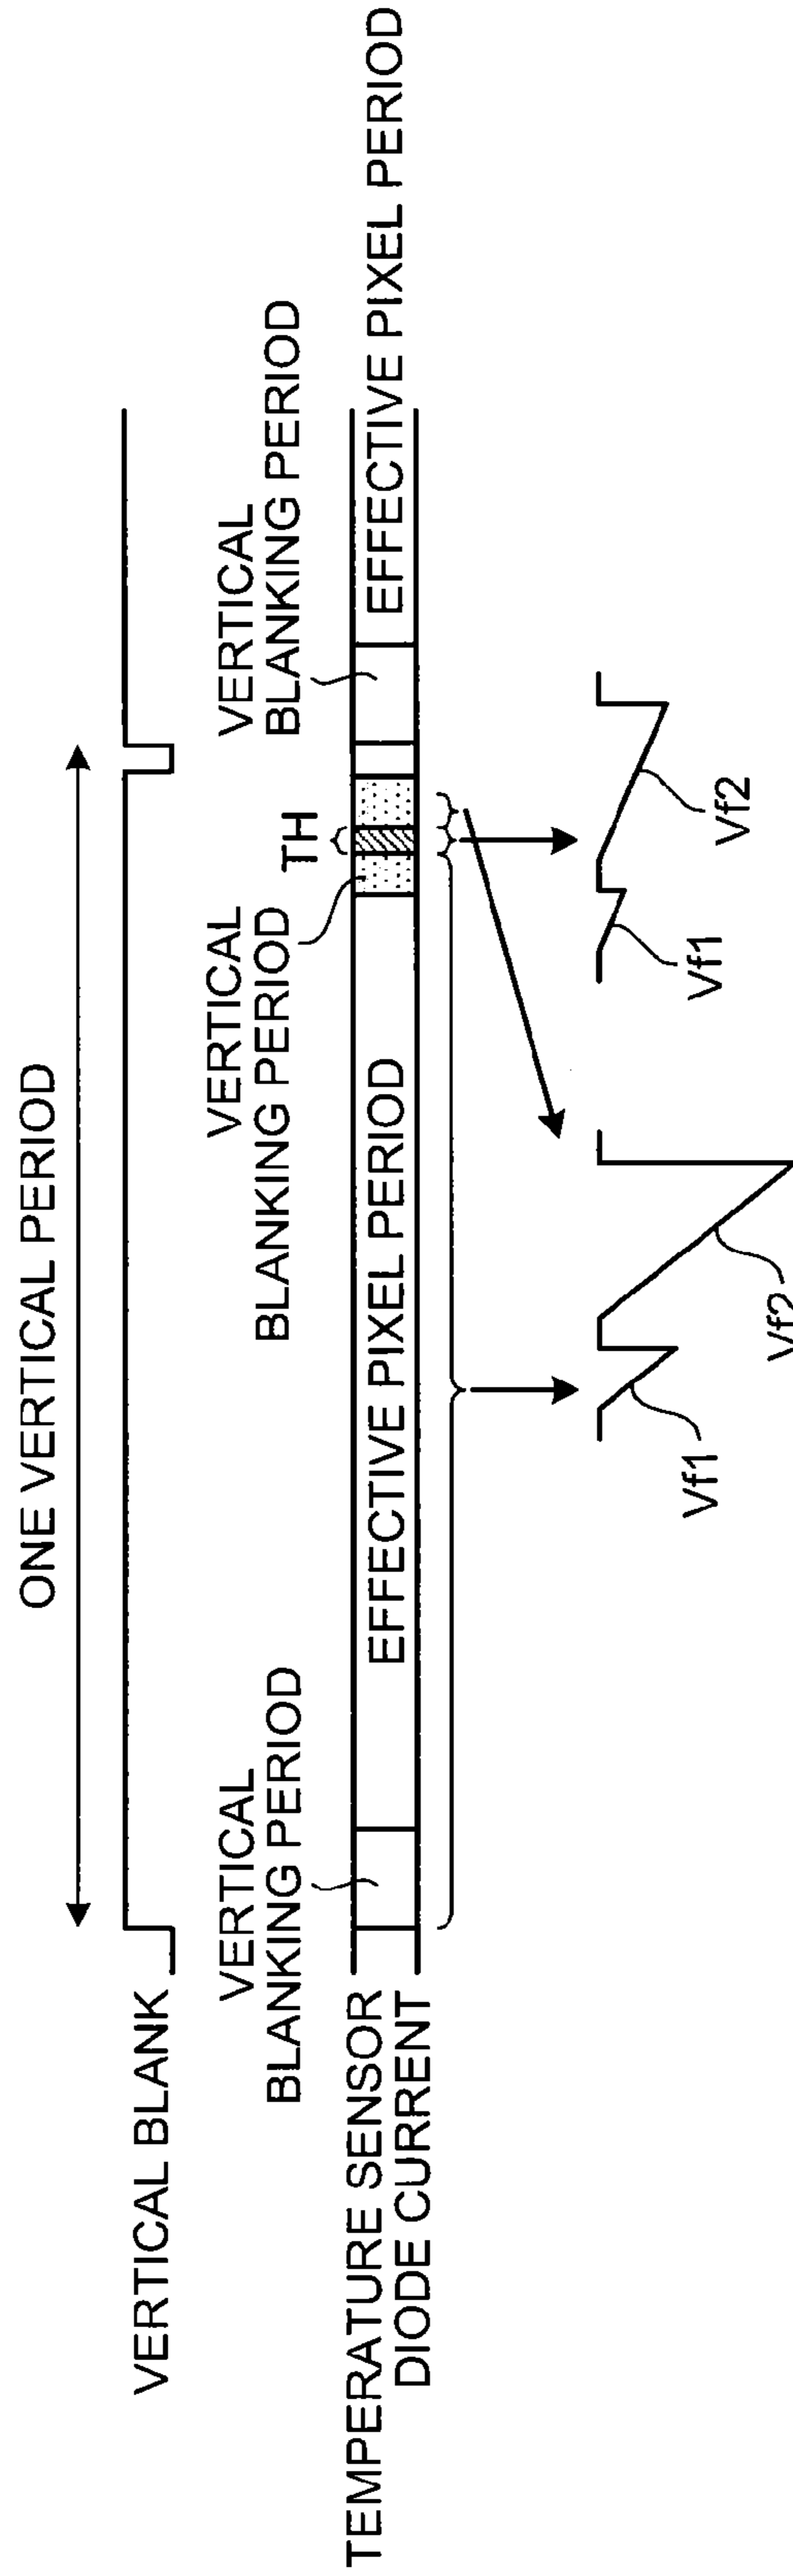 ONE VERTICAL PERIOD
VERTICAL BLANK
VERTICAL
BLANKING PERIOD
VERTICAL
BLANKING PERIOD
TH
VERTICAL
BLANKING PERIOD
TEMPERATURE SENSOR
DIODE CURRENT
EFFECTIVE PIXEL PERIOD
EFFECTIVE PIXEL PERIOD
Vf1
Vf2
Vf1
Vf2